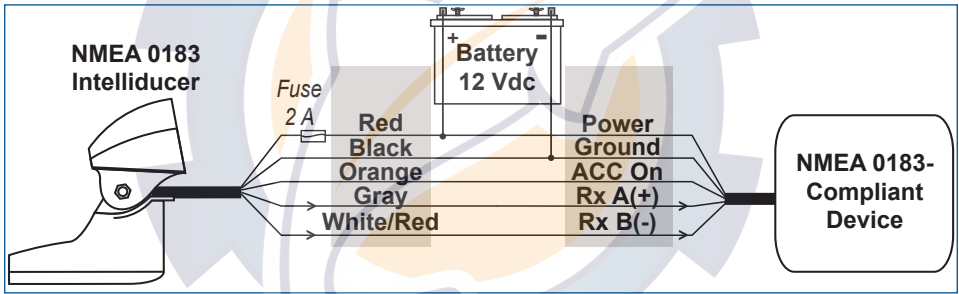 NMEA 0183
Intelliducer
Fuse
2 A
+ -
Battery
12 Vdc
Red
Black
Orange
Gray
White/Red
Power
Ground
ACC On
Rx A(+)
Rx B(-)
NMEA 0183-
Compliant
Device